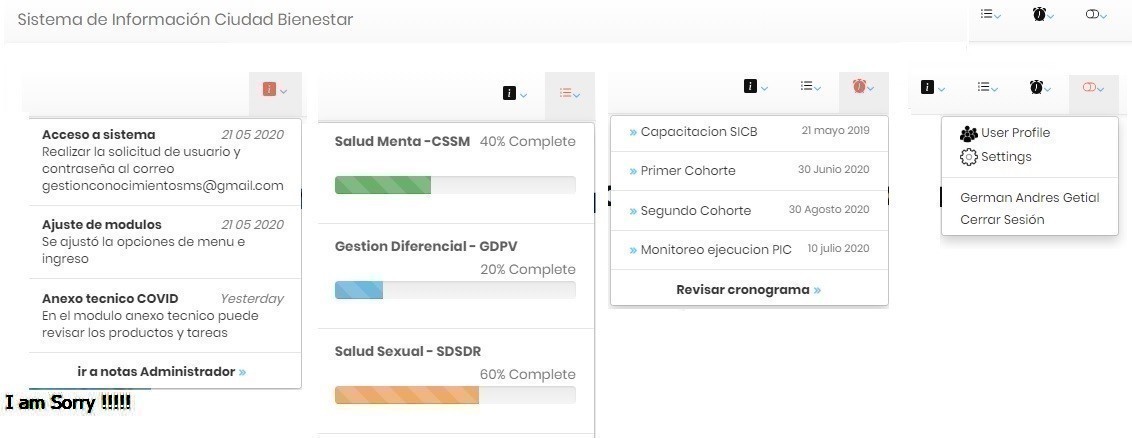 Sistema de Información Ciudad Bienestar
Acceso a sistema 21 05 2020
Realizar la solicitud de usuario y
contraseña al correo
gestionconocimientosms@gmail.com
Ajuste de modulos 21 05 2020
Se ajustó la opciones de menu e
ingreso
Anexo tecnico COVID Yesterday
En el modulo anexo tecnico puede
revisar los productos y tareas
ir a notas Administrador »
I am Sorry !!!!!
Salud Menta -CSSM 40% Complete
Gestion Diferencial - GDPV
20% Complete
Salud Sexual - SDSDR
60% Complete
» Capacitacion SICB 21 mayo 2019
» Primer Cohorte 30 Junio 2020
» Segundo Cohorte 30 Agosto 2020
» Monitoreo ejecucion PIC 10 julio 2020
Revisar cronograma »
User Profile
Settings
German Andres Getial
Cerrar Sesión